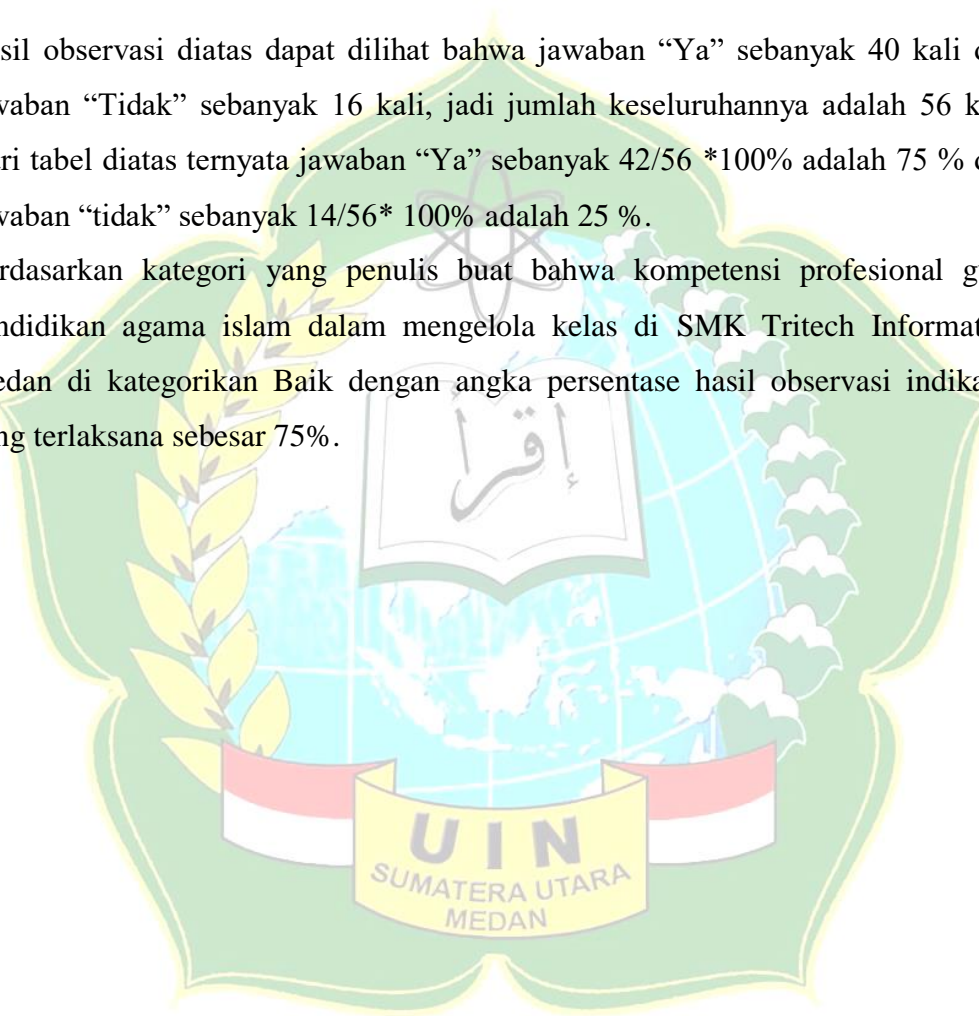 sil observasi diatas dapat dilihat bahwa jawaban “Ya” sebanyak 40 kali
waban “Tidak” sebanyak 16 kali, jadi jumlah keseluruhannya adalah 56 k
ri tabel diatas ternyata jawaban “Ya” sebanyak 42/56 *100% adalah 75 %
waban “tidak” sebanyak 14/56* 100% adalah 25 %.
rdasarkan kategori yang penulis buat bahwa kompetensi profesional g
ndidikan agama islam dalam mengelola kelas di SMK Tritech Informat
edan di kategorikan Baik dengan angka persentase hasil observasi indika
ng terlaksana sebesar 75%.
إقرأ
UIN
SUMATERA UTARA
MEDAN